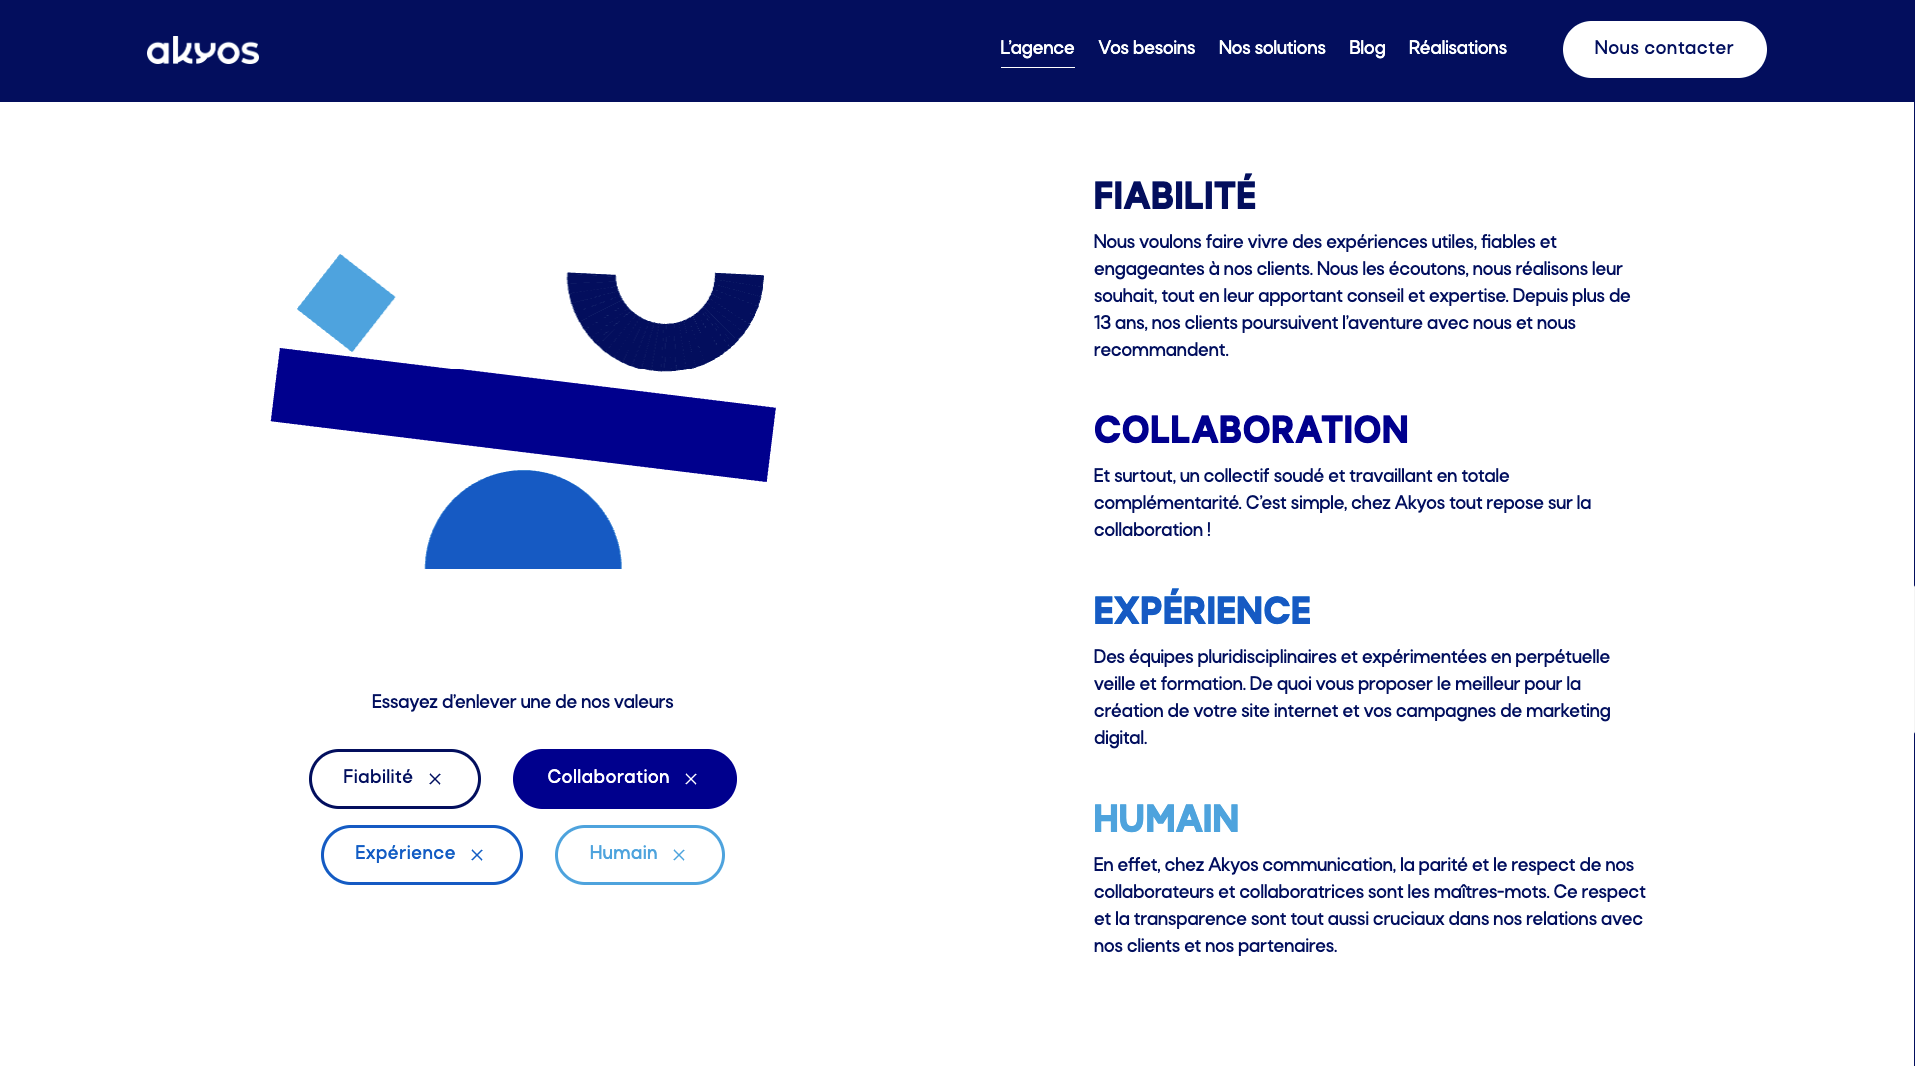 akyos
L’agence
Vos besoins
Nos solutions
Blog
Réalisations
Nous contacter
Essayez d’enlever une de nos valeurs
Fiabilité
Collaboration
Expérience
Humain
FIABILITÉ
Nous voulons faire vivre des expériences utiles, fiables et
engageantes à nos clients. Nous les écoutons, nous réalisons leur
souhait, tout en leur apportant conseil et expertise. Depuis plus de
13 ans, nos clients poursuivent l’aventure avec nous et nous
recommandent.
COLLABORATION
Et surtout, un collectif soudé et travaillant en totale
complémentarité. C’est simple, chez Akyos tout repose sur la
collaboration !
EXPÉRIENCE
Des équipes pluridisciplinaires et expérimentées en perpétuelle
veille et formation. De quoi vous proposer le meilleur pour la
création de votre site internet et vos campagnes de marketing
digital.
HUMAIN
En effet, chez Akyos communication, la parité et le respect de nos
collaborateurs et collaboratrices sont les maîtres-mots. Ce respect
et la transparence sont tout aussi cruciaux dans nos relations avec
nos clients et nos partenaires.